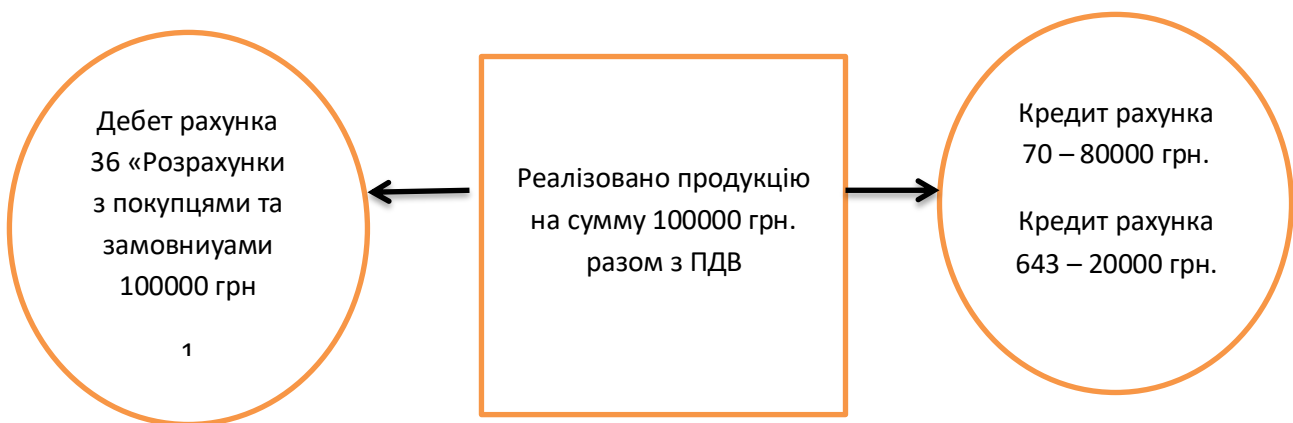 Дебет рахунка
36 «Розрахунки
з покупцями та
замовниуами
100000 грн
1
Реалізовано продукцію
на сумму 100000 грн.
разом з ПДВ
Кредит рахунка
70 – 80000 грн.
Кредит рахунка
643 – 20000 грн.